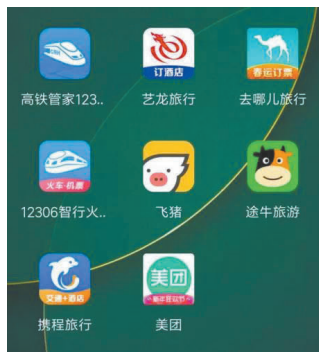 订酒店
春运订票
高铁管家123..
艺龙旅行
去哪儿旅行
火车·机票
12306智行火..
飞猪
途牛旅游
交通+酒店
美团
携程旅行
美团